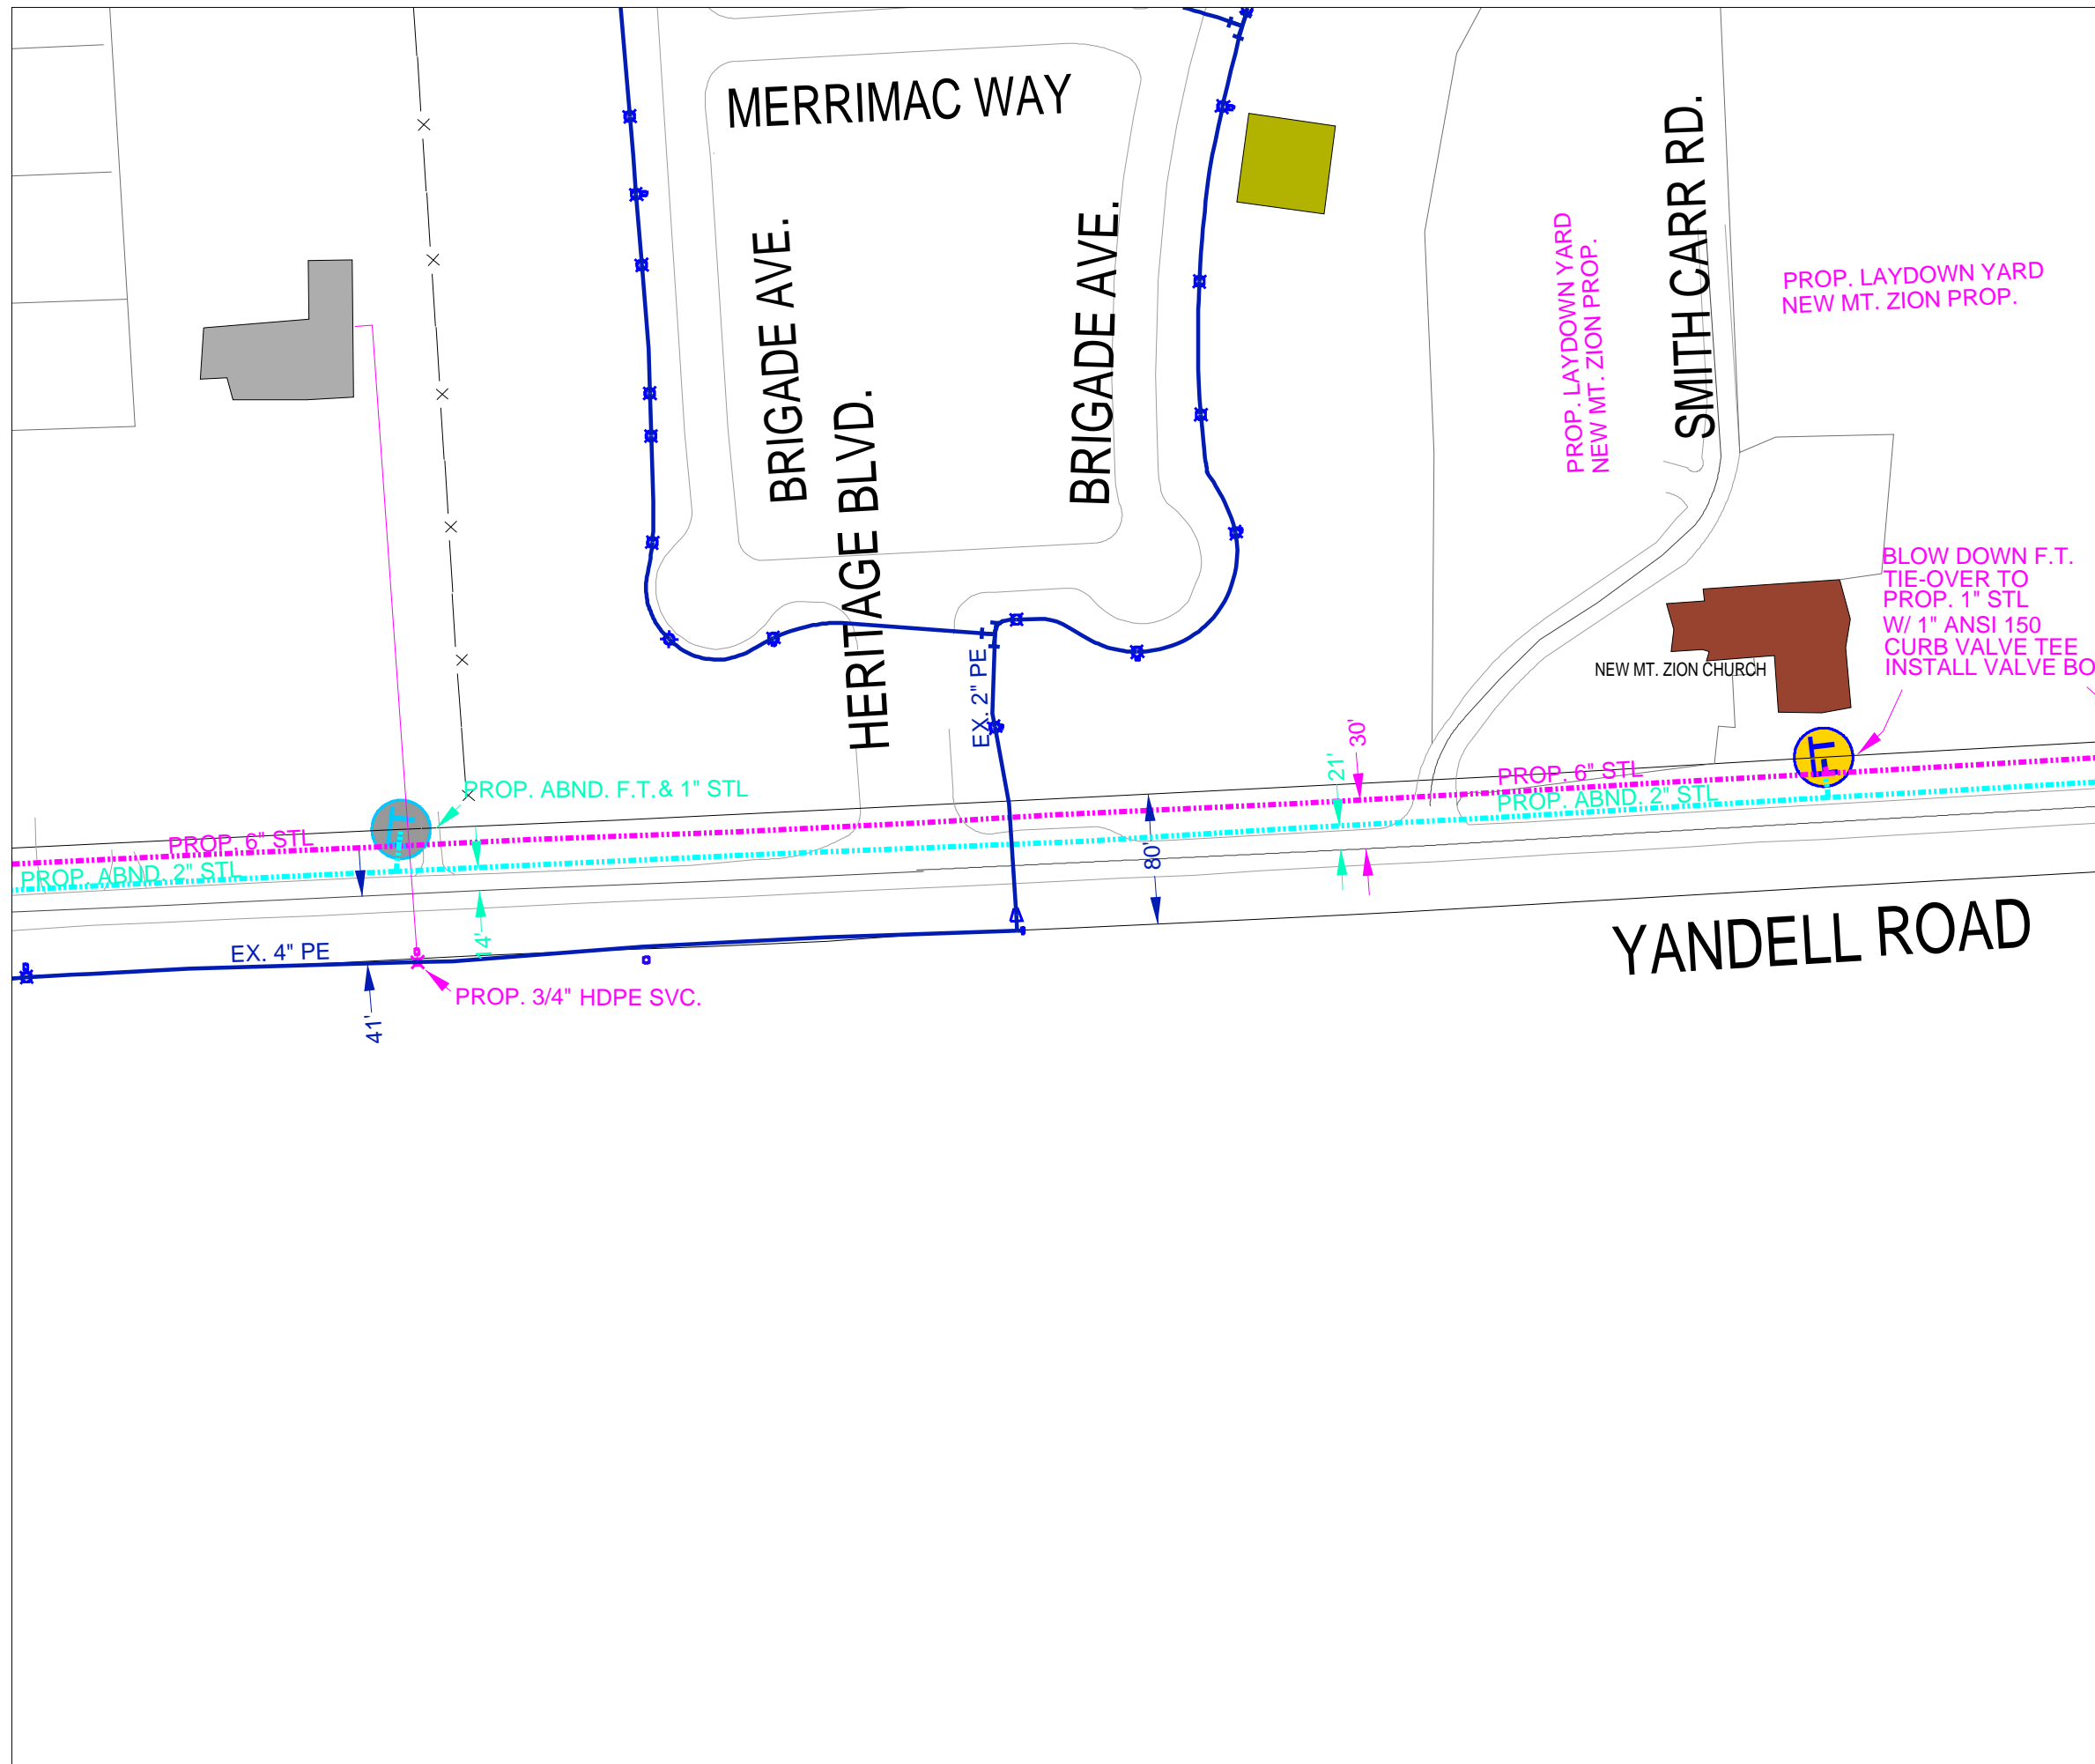 MERRIMAC WAY
BRIGADE AVE.
BRIGADE AVE.
HERITAGE BLVD.
SMITH CARR RD.
PROP. LAYDOWN YARD
NEW MT. ZION PROP.
PROP. LAYDOWN YARD
NEW MT. ZION PROP.
BLOW DOWN F.T.
TIE-OVER TO
PROP. 1" STL
W/ 1" ANSI 150
CURB VALVE TEE
INSTALL VALVE BO
NEW MT. ZION CHURCH
EX. 2" PE
30'
21'
PROP. 6" STL
PROP. ABND. 2" STL
FT
PROP. ABND. F.T. & 1" STL
FT
PROP. 6" STL
PROP. ABND. 2" STL
80'
EX. 4" PE
41'
PROP. 3/4" HDPE SVC.
YANDELL ROAD